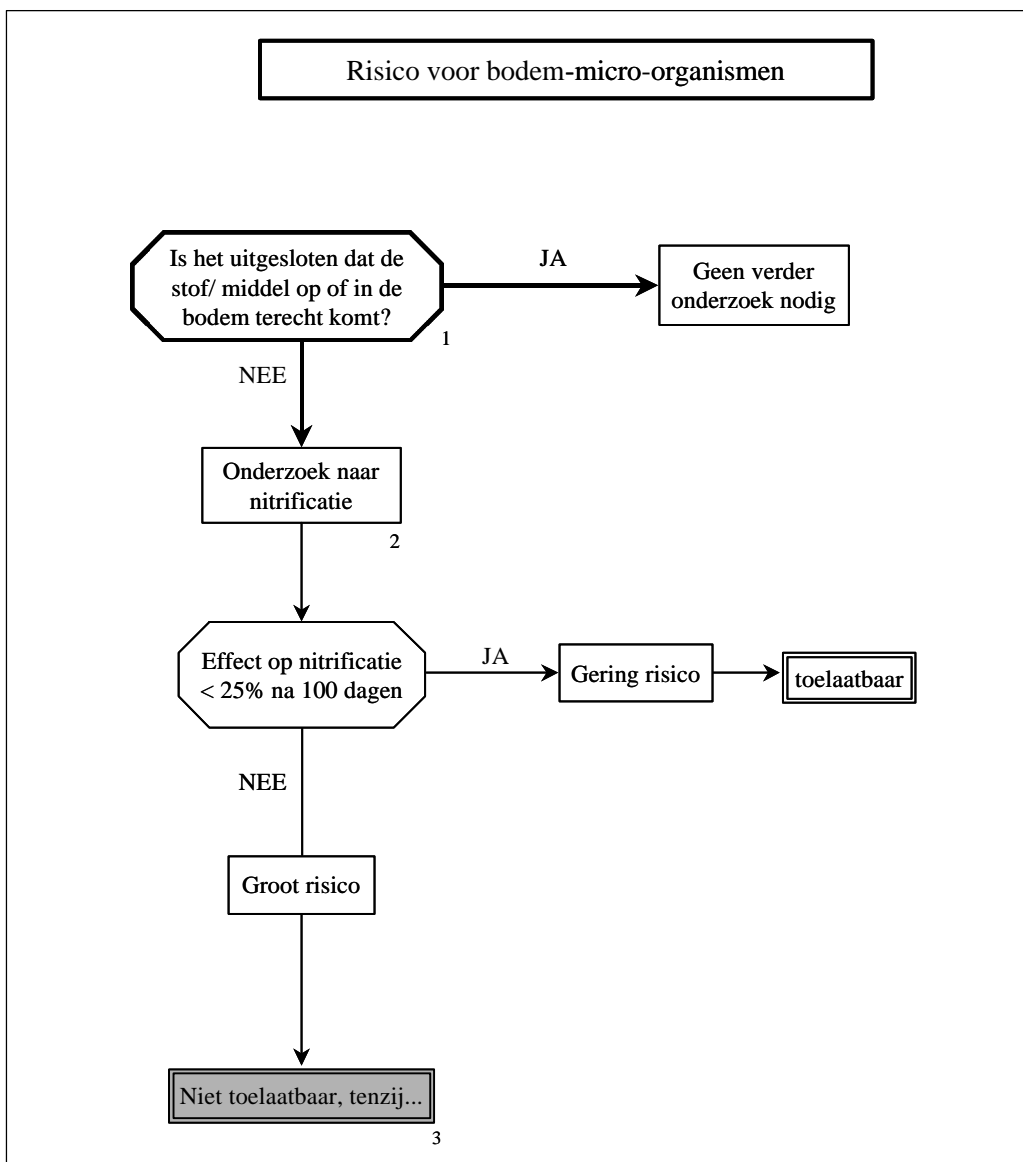 Risico voor bodem-micro-organismen
Is het uitgesloten dat de
stof/ middel op of in de
bodem terecht komt?
1
JA
Geen verder
onderzoek nodig
NEE
Onderzoek naar
nitrificatie
2
Effect op nitrificatie
< 25% na 100 dagen
JA
Gering risico
toelaatbaar
NEE
Groot risico
Niet toelaatbaar, tenzij...
3